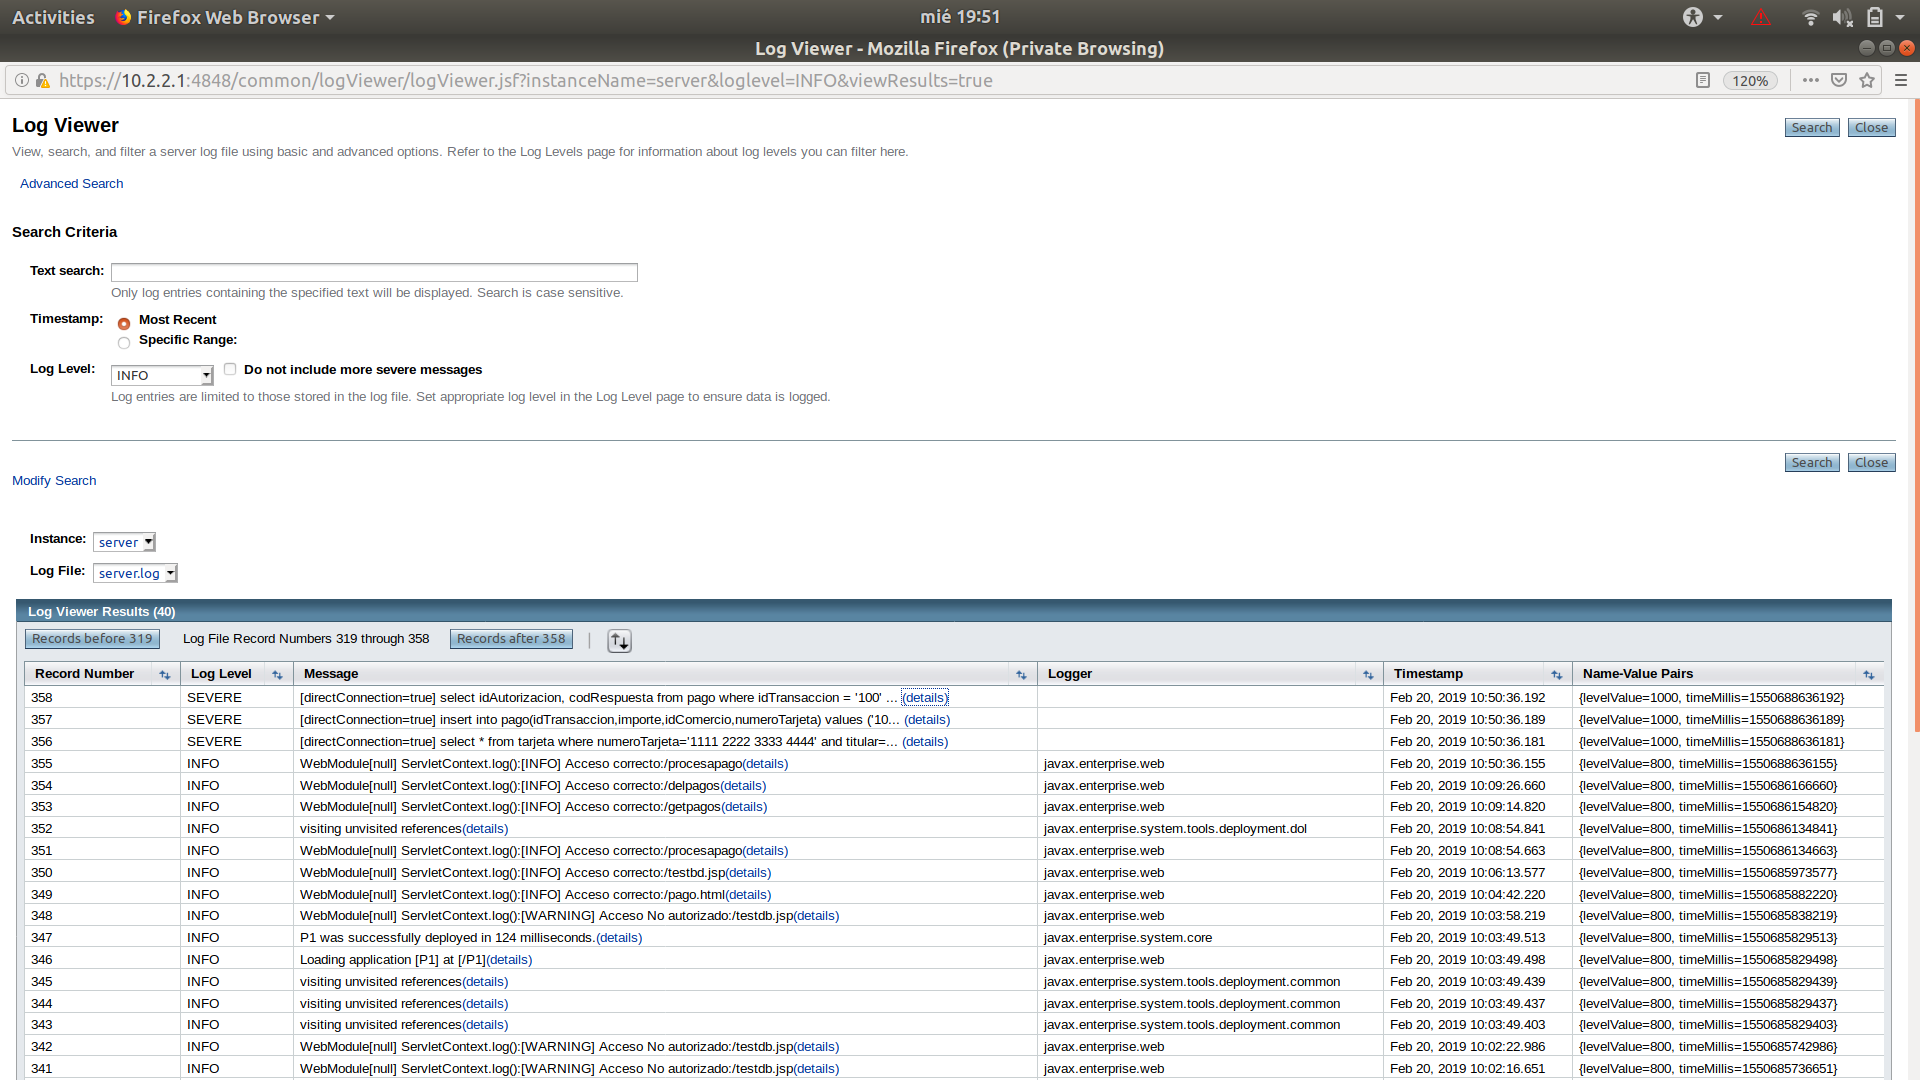 Activities Firefox Web Browser mié 19:51
Log Viewer - Mozilla Firefox (Private Browsing)
https://10.2.2.1:4848/common/logViewer/logViewer.jsf?instanceName=server&loglevel=INFO&viewResults=true 120%
Log Viewer Search Close
View, search, and filter a server log file using basic and advanced options. Refer to the Log Levels page for information about log levels you can filter here.
Advanced Search
Search Criteria
Text search:
Only log entries containing the specified text will be displayed. Search is case sensitive.
Timestamp: Most Recent
Specific Range:
Log Level: INFO Do not include more severe messages
Log entries are limited to those stored in the log file. Set appropriate log level in the Log Level page to ensure data is logged.
Search Close
Modify Search
Instance: server
Log File: server.log
Log Viewer Results (40)
Records before 319 Log File Record Numbers 319 through 358 Records after 358
Record Number Log Level Message Logger Timestamp Name-Value Pairs
358 SEVERE [directConnection=true] select idAutorizacion, codRespuesta from pago where idTransaccion = '100' ... (details) Feb 20, 2019 10:50:36.192 {levelValue=1000, timeMillis=1550688636192}
357 SEVERE [directConnection=true] insert into pago(idTransaccion,importe,idComercio,numeroTarjeta) values ('10... (details) Feb 20, 2019 10:50:36.189 {levelValue=1000, timeMillis=1550688636189}
356 SEVERE [directConnection=true] select * from tarjeta where numeroTarjeta='1111 2222 3333 4444' and titular=... (details) Feb 20, 2019 10:50:36.181 {levelValue=1000, timeMillis=1550688636181}
355 INFO WebModule[null] ServletContext.log():[INFO] Acceso correcto:/procesapago(details) javax.enterprise.web Feb 20, 2019 10:50:36.155 {levelValue=800, timeMillis=1550688636155}
354 INFO WebModule[null] ServletContext.log():[INFO] Acceso correcto:/delpagos(details) javax.enterprise.web Feb 20, 2019 10:09:26.660 {levelValue=800, timeMillis=1550686166660}
353 INFO WebModule[null] ServletContext.log():[INFO] Acceso correcto:/getpagos(details) javax.enterprise.web Feb 20, 2019 10:09:14.820 {levelValue=800, timeMillis=1550686154820}
352 INFO visiting unvisited references(details) javax.enterprise.system.tools.deployment.dol Feb 20, 2019 10:08:54.841 {levelValue=800, timeMillis=1550686134841}
351 INFO WebModule[null] ServletContext.log():[INFO] Acceso correcto:/procesapago(details) javax.enterprise.web Feb 20, 2019 10:08:54.663 {levelValue=800, timeMillis=1550686134663}
350 INFO WebModule[null] ServletContext.log():[INFO] Acceso correcto:/testbd.jsp(details) javax.enterprise.web Feb 20, 2019 10:06:13.577 {levelValue=800, timeMillis=1550685973577}
349 INFO WebModule[null] ServletContext.log():[INFO] Acceso correcto:/pago.html(details) javax.enterprise.web Feb 20, 2019 10:04:42.220 {levelValue=800, timeMillis=1550685882220}
348 INFO WebModule[null] ServletContext.log():[WARNING] Acceso No autorizado:/testdb.jsp(details) javax.enterprise.web Feb 20, 2019 10:03:58.219 {levelValue=800, timeMillis=1550685838219}
347 INFO P1 was successfully deployed in 124 milliseconds.(details) javax.enterprise.system.core Feb 20, 2019 10:03:49.513 {levelValue=800, timeMillis=1550685829513}
346 INFO Loading application [P1] at [/P1](details) javax.enterprise.web Feb 20, 2019 10:03:49.498 {levelValue=800, timeMillis=1550685829498}
345 INFO visiting unvisited references(details) javax.enterprise.system.tools.deployment.common Feb 20, 2019 10:03:49.439 {levelValue=800, timeMillis=1550685829439}
344 INFO visiting unvisited references(details) javax.enterprise.system.tools.deployment.common Feb 20, 2019 10:03:49.437 {levelValue=800, timeMillis=1550685829437}
343 INFO visiting unvisited references(details) javax.enterprise.system.tools.deployment.common Feb 20, 2019 10:03:49.403 {levelValue=800, timeMillis=1550685829403}
342 INFO WebModule[null] ServletContext.log():[WARNING] Acceso No autorizado:/testdb.jsp(details) javax.enterprise.web Feb 20, 2019 10:02:22.986 {levelValue=800, timeMillis=1550685742986}
341 INFO WebModule[null] ServletContext.log():[WARNING] Acceso No autorizado:/testdb.jsp(details) javax.enterprise.web Feb 20, 2019 10:02:16.651 {levelValue=800, timeMillis=1550685736651}